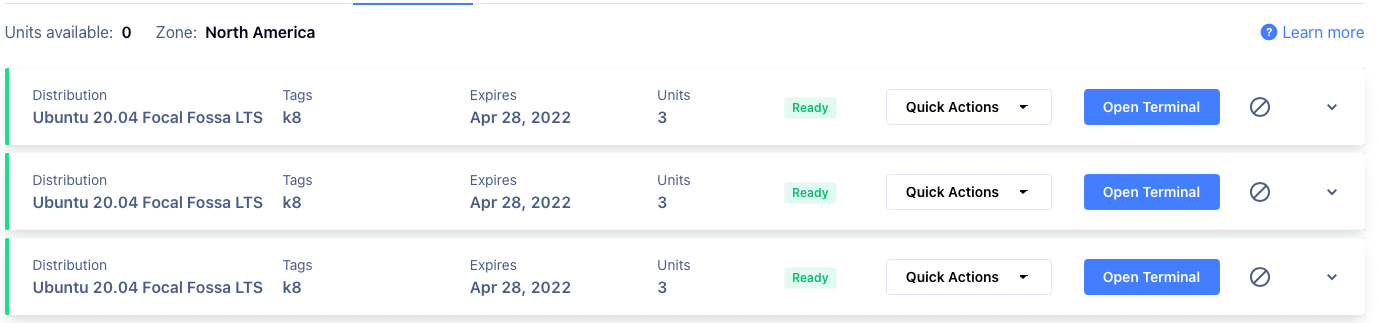 Units available: 0 Zone: North America ? Learn more
Distribution Tags Expires Units
Ubuntu 20.04 Focal Fossa LTS k8 Apr 28, 2022 3 Ready Quick Actions Open Terminal
Distribution Tags Expires Units
Ubuntu 20.04 Focal Fossa LTS k8 Apr 28, 2022 3 Ready Quick Actions Open Terminal
Distribution Tags Expires Units
Ubuntu 20.04 Focal Fossa LTS k8 Apr 28, 2022 3 Ready Quick Actions Open Terminal